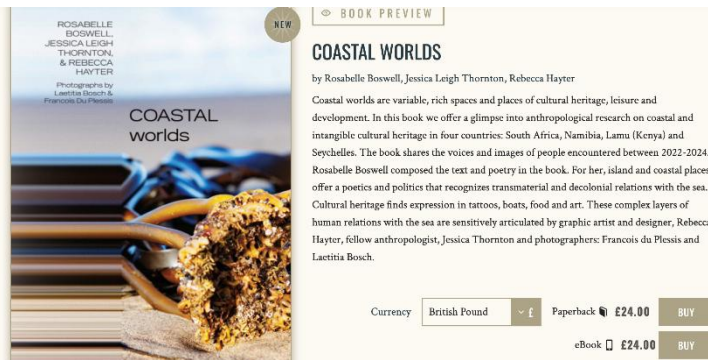 ROSABELLE
BOSWELL,
JESSICA LEIGH
THORNTON,
& REBECCA
HAYTER
Photographs by
Laetitia Bosch &
Francois Du Plessis
COASTAL
worlds
NEW
BOOK PREVIEW
COASTAL WORLDS
by Rosabelle Boswell, Jessica Leigh Thornton, Rebecca Hayter
Coastal worlds are variable, rich spaces and places of cultural heritage, leisure and
development. In this book we offer a glimpse into anthropological research on coastal and
intangible cultural heritage in four countries: South Africa, Namibia, Lamu (Kenya) and
Seychelles. The book shares the voices and images of people encountered between 2022-2024.
Rosabelle Boswell composed the text and poetry in the book. For her, island and coastal places
offer a poetics and politics that recognizes transmaterial and decolonial relations with the sea.
Cultural heritage finds expression in tattoos, boats, food and art. These complex layers of
human relations with the sea are sensitively articulated by graphic artist and designer, Rebecca
Hayter, fellow anthropologist, Jessica Thornton and photographers: Francois du Plessis and
Laetitia Bosch.
Currency British Pound £ Paperback £24.00 BUY
eBook £24.00 BUY